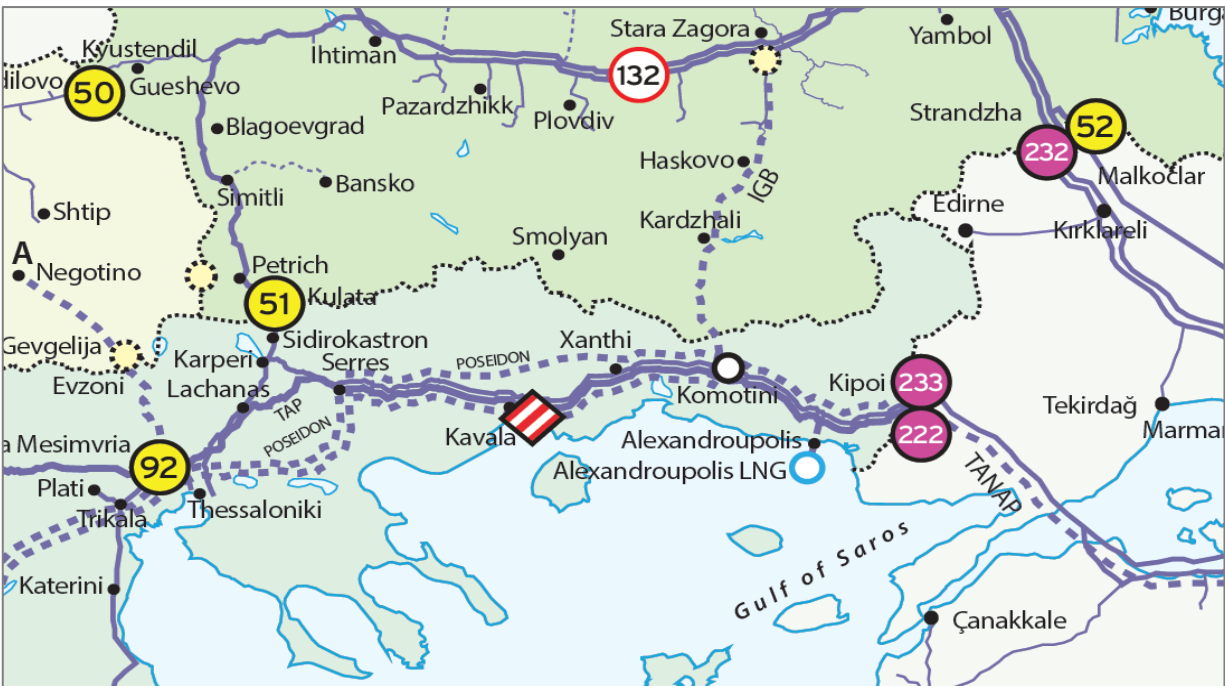 Burga
Stara Zagora
Yambol
Kyustendil
Ihtiman
dilovo
50
Gueshevo
132
Pazardzhikk
Plovdiv
Strandzha
52
Blagoevgrad
232
Haskovo
Malkoclar
Simitli
Bansko
IGB
Edirne
Shtip
Kardzhali
Kırklareli
Smolyan
A
Negotino
Petrich
51
Kulata
Gevgelija
Sidirokastron
Xanthi
Karperi
Serres
POSEIDON
Evzoni
Lachanas
Komotini
Kipoi
233
TAP
Tekirdağ
POSEIDON
Kavala
222
a Mesimvria
Alexandroupolis
Marmar
92
Alexandroupolis LNG
TANAP
Plati
Trikala
Thessaloniki
Gulf of Saros
Katerini
Çanakkale